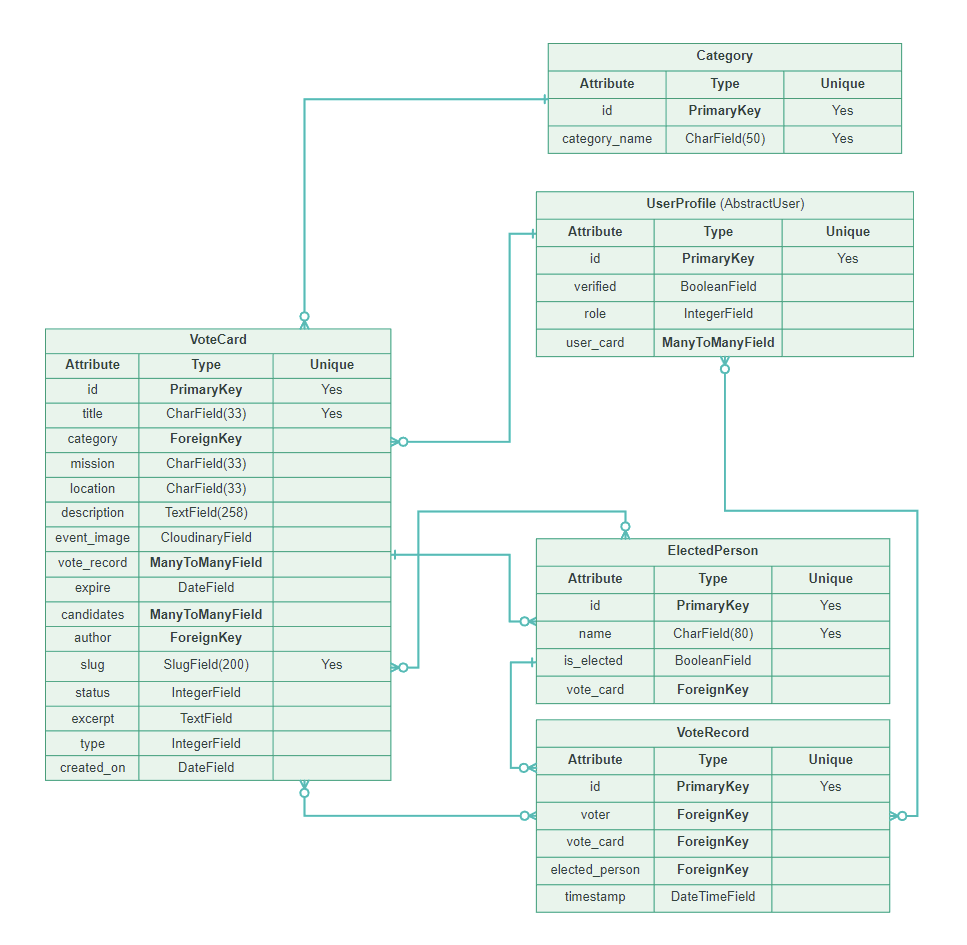 Category
Attribute Type Unique
id PrimaryKey Yes
category_name CharField(50) Yes
UserProfile (AbstractUser)
Attribute Type Unique
id PrimaryKey Yes
verified BooleanField
role IntegerField
user_card ManyToManyField
VoteCard
Attribute Type Unique
id PrimaryKey Yes
title CharField(33) Yes
category ForeignKey
mission CharField(33)
location CharField(33)
description TextField(258)
event_image CloudinaryField
vote_record ManyToManyField
expire DateField
candidates ManyToManyField
author ForeignKey
slug SlugField(200) Yes
status IntegerField
excerpt TextField
type IntegerField
created_on DateField
ElectedPerson
Attribute Type Unique
id PrimaryKey Yes
name CharField(80) Yes
is_elected BooleanField
vote_card ForeignKey
VoteRecord
Attribute Type Unique
id PrimaryKey Yes
voter ForeignKey
vote_card ForeignKey
elected_person ForeignKey
timestamp DateTimeField